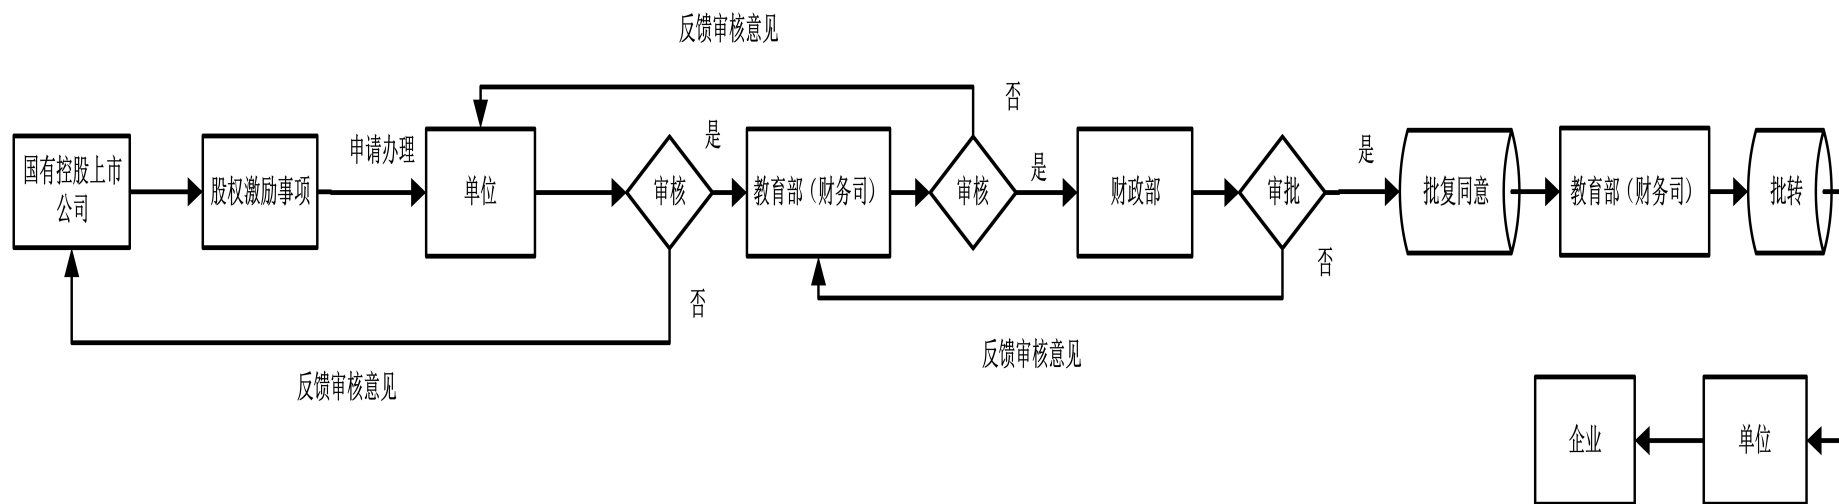 反馈审核意见
否
国有控股上市
公司
股权激励事项
申请办理
单位
审核
是
教育部（财务司）
审核
是
财政部
审批
是
批复同意
教育部（财务司）
批转
否
否
反馈审核意见
反馈审核意见
企业
单位